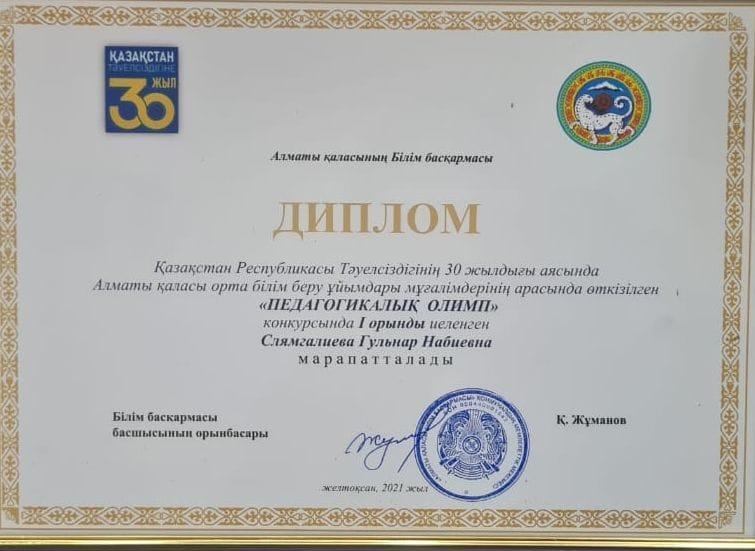 ҚАЗАҚСТАН
ТӘУЕЛСІЗДІГІНЕ
30 ЖЫЛ
Алматы қаласының Білім басқармасы
ДИПЛОМ
Қазақстан Республикасы Тәуелсіздігінің 30 жылдығы аясында
Алматы қаласы орта білім беру ұйымдары мұғалімдерінің арасында өткізілген
«ПЕДАГОГИКАЛЫҚ ОЛИМП»
конкурсында І орынды иеленген
Слямгалиева Гульнар Набиевна
марапатталады
Білім басқармасы
басшысының орынбасары
Қ. Жұманов
желтоқсан, 2021 жыл